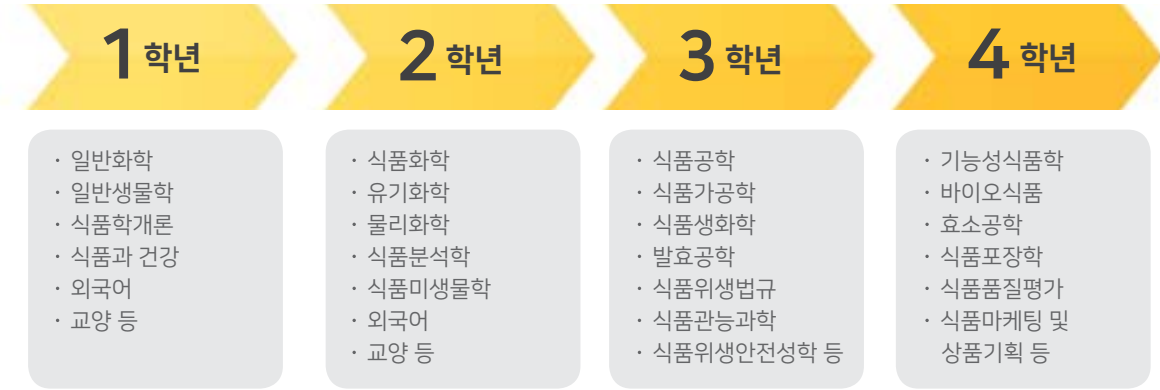 1 학년
· 일반화학
· 일반생물학
· 식품학개론
· 식품과 건강
· 외국어
· 교양 등
2 학년
· 식품화학
· 유기화학
· 물리화학
· 식품분석학
· 식품미생물학
· 외국어
· 교양 등
3 학년
· 식품공학
· 식품가공학
· 식품생화학
· 발효공학
· 식품위생법규
· 식품관능과학
· 식품위생안전성학 등
4 학년
· 기능성식품학
· 바이오식품
· 효소공학
· 식품포장학
· 식품품질평가
· 식품마케팅 및
상품기획 등